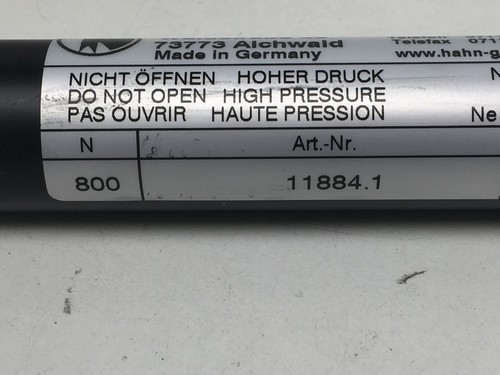 73773 Aichwald
Made in Germany
Telefax 071
www.hahn-g
NICHT ÖFFNEN HOHER DRUCK
DO NOT OPEN HIGH PRESSURE
PAS OUVRIR HAUTE PRESSION
N
Ne
N Art.-Nr.
800 11884.1